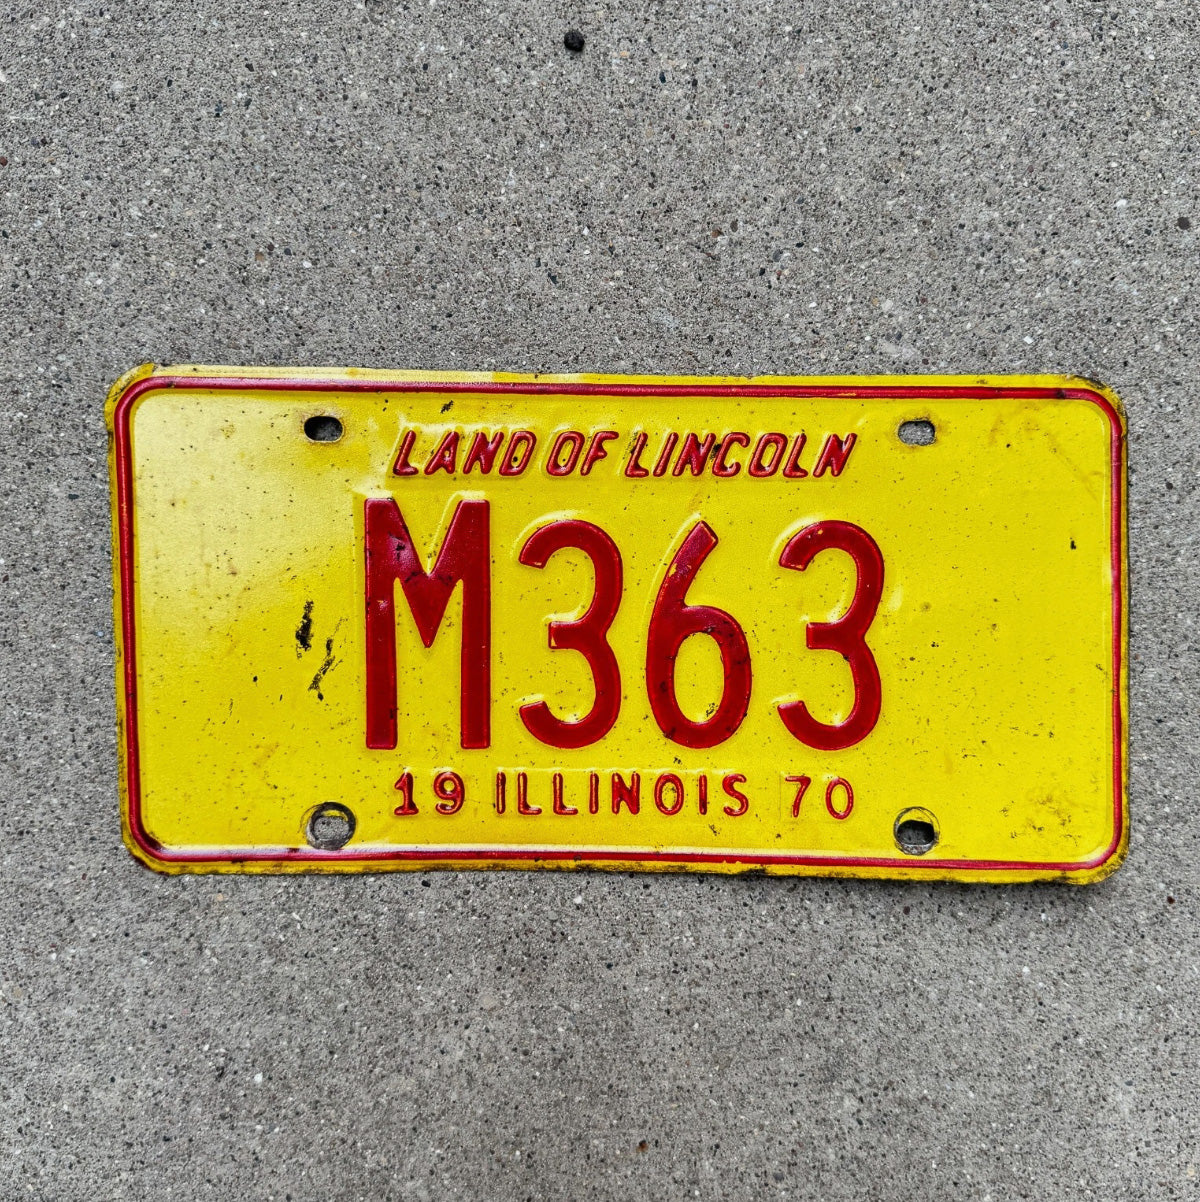 LAND OF LINCOLN
M363
19 ILLINOIS 70